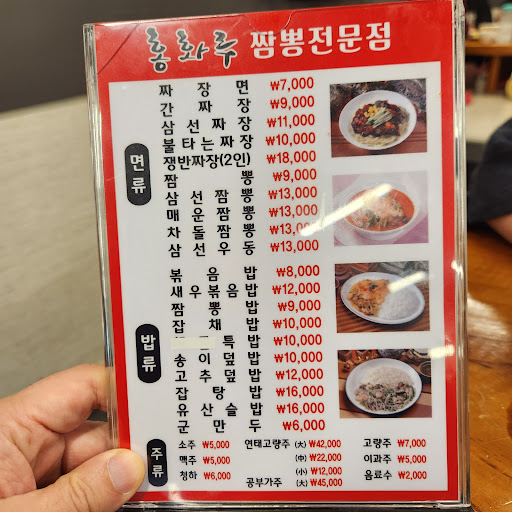 홍화루 짬뽕전문점
면류
짜장면 ₩7,000
간짜장 ₩9,000
삼선짜장 ₩11,000
불타는짜장 ₩10,000
쟁반짜장(2인) ₩18,000
짬뽕 ₩9,000
삼선짬뽕 ₩13,000
매운짬뽕 ₩13,000
차돌짬뽕 ₩13,000
삼선우동 ₩13,000
밥류
볶음밥 ₩8,000
새우볶음밥 ₩12,000
짬뽕밥 ₩9,000
잡채밥 ₩10,000
특밥 ₩10,000
송이덮밥 ₩10,000
고추덮밥 ₩12,000
잡탕밥 ₩16,000
유산슬밥 ₩16,000
군만두 ₩6,000
주류
소주 ₩5,000 연태고량주 (大) ₩42,000 고량주 ₩7,000
맥주 ₩5,000 (中) ₩22,000 이과주 ₩5,000
청하 ₩6,000 (小) ₩12,000 음료수 ₩2,000
공부가주 (大) ₩45,000